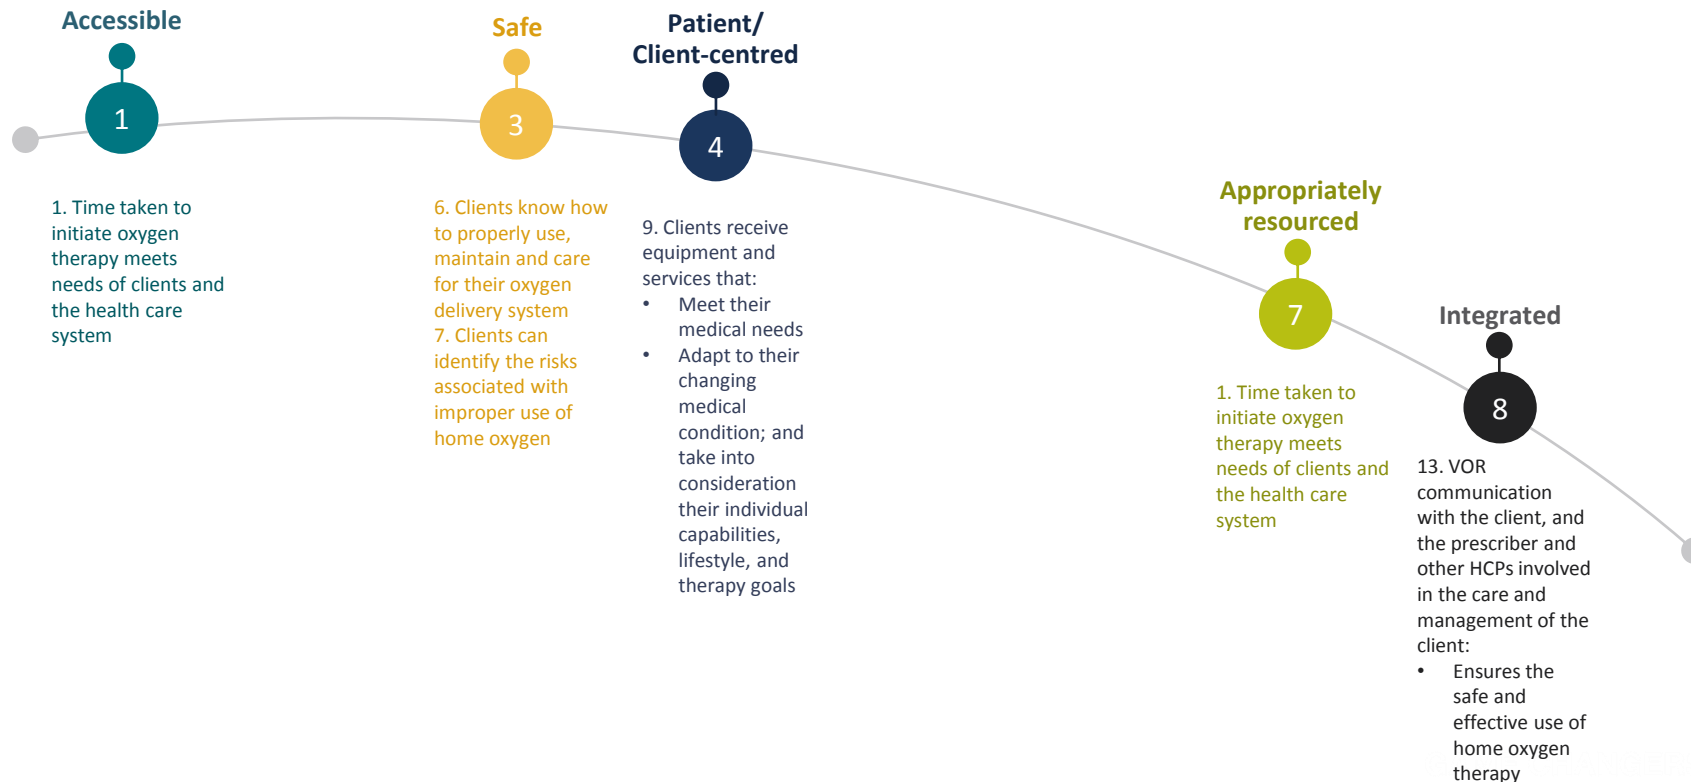 Accessible
1
1. Time taken to
initiate oxygen
therapy meets
needs of clients and
the health care
system
Safe
3
6. Clients know how
to properly use,
maintain and care
for their oxygen
delivery system
7. Clients can
identify the risks
associated with
improper use of
home oxygen
Patient/
Client-centred
4
9. Clients receive
equipment and
services that:
• Meet their
medical needs
• Adapt to their
changing
medical
condition; and
take into
consideration
their individual
capabilities,
lifestyle, and
therapy goals
Appropriately
resourced
7
1. Time taken to
initiate oxygen
therapy meets
needs of clients and
the health care
system
Integrated
8
13. VOR
communication
with the client, and
the prescriber and
other HCPs involved
in the care and
management of the
client:
• Ensures the
safe and
effective use of
home oxygen
therapy